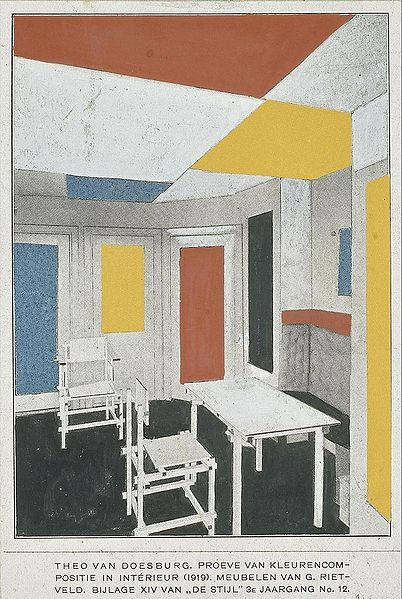 THEO VAN DOESBURG. PROEVE VAN KLEURENCOM-
POSITIE IN INTÉRIEUR (1919). MEUBELEN VAN G. RIET-
VELD. BIJLAGE XIV VAN „DE STIJL” 3E JAARGANG No. 12.